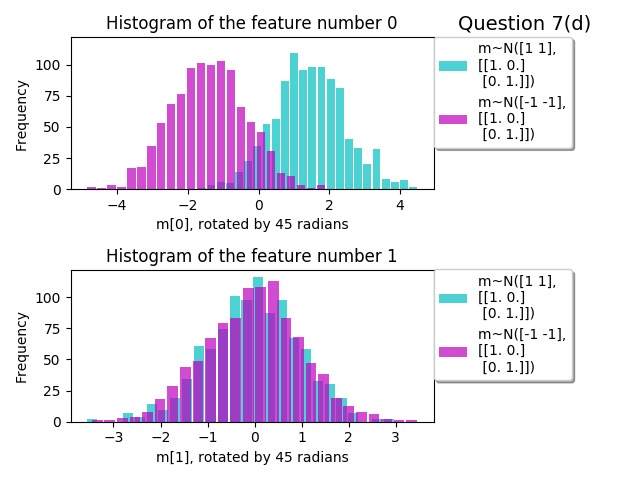 Question 7(d)
Histogram of the feature number 0
Frequency
100
75
50
25
0
−4
−2
0
2
4
m[0], rotated by 45 radians
m~N([1 1],
[[1. 0.]
[0. 1.]])
m~N([-1 -1],
[[1. 0.]
[0. 1.]])
Histogram of the feature number 1
Frequency
100
75
50
25
0
−3
−2
−1
0
1
2
3
m[1], rotated by 45 radians
m~N([1 1],
[[1. 0.]
[0. 1.]])
m~N([-1 -1],
[[1. 0.]
[0. 1.]])